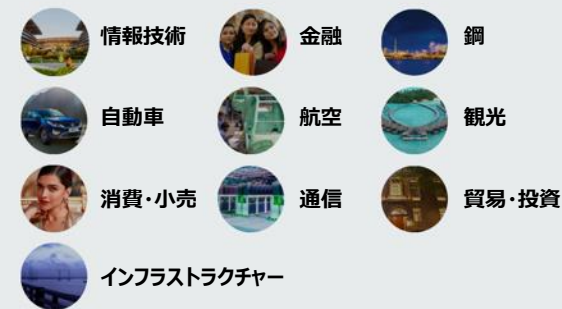 情報技術
金融
鋼
自動車
航空
観光
消費・小売
通信
貿易・投資
インフラストラクチャー